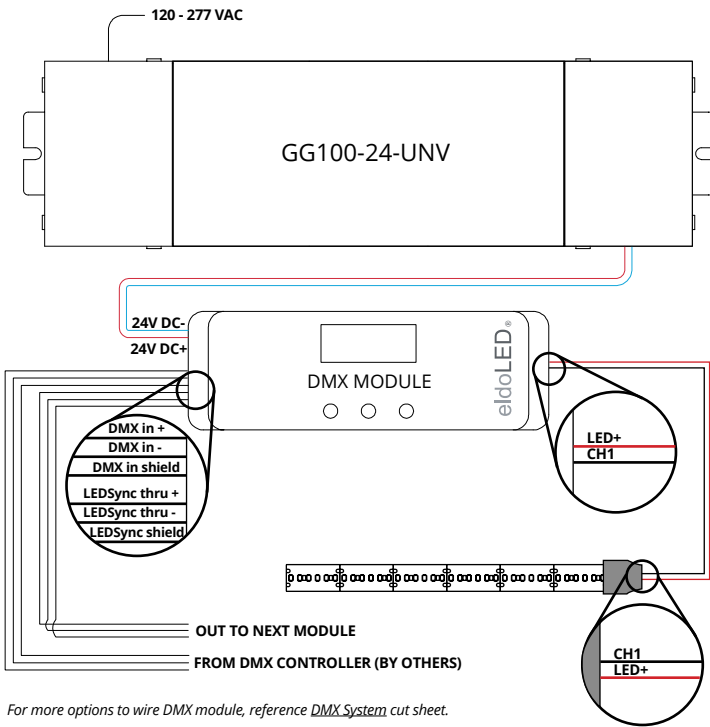 120 - 277 VAC
GG100-24-UNV
24V DC-
24V DC+
DMX MODULE
eldoLED®
DMX in +
DMX in -
DMX in shield
LEDSync thru +
LEDSync thru -
LEDSync shield
LED+
CH1
CH1
LED+
OUT TO NEXT MODULE
FROM DMX CONTROLLER (BY OTHERS)
For more options to wire DMX module, reference DMX System cut sheet.